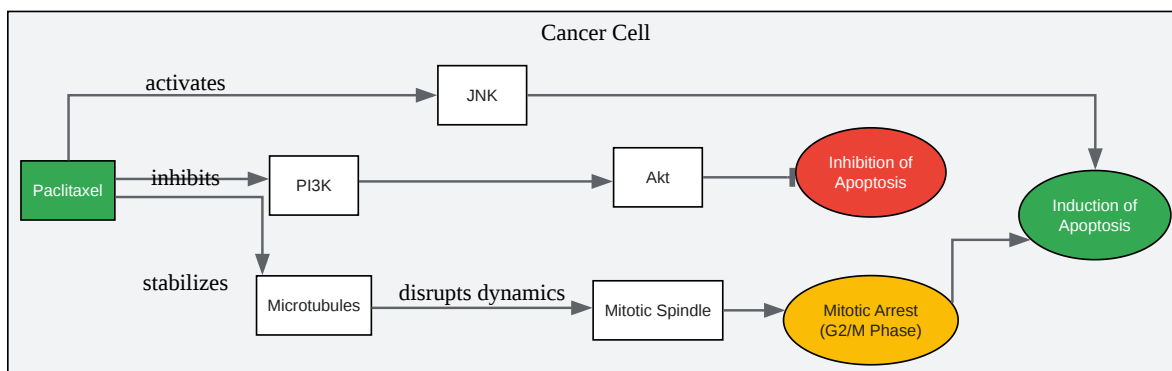 Cancer Cell
activates
JNK
Paclitaxel
inhibits
PI3K
Akt
Inhibition of
Apoptosis
Induction of
Apoptosis
stabilizes
Microtubules
disrupts dynamics
Mitotic Spindle
Mitotic Arrest
(G2/M Phase)